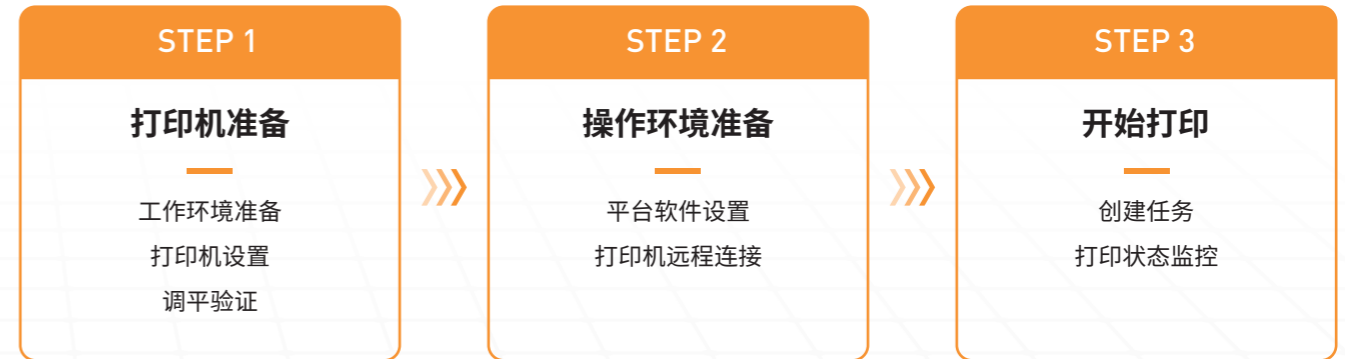 STEP 1
打印机准备
工作环境准备
打印机设置
调平验证
STEP 2
操作环境准备
平台软件设置
打印机远程连接
STEP 3
开始打印
创建任务
打印状态监控